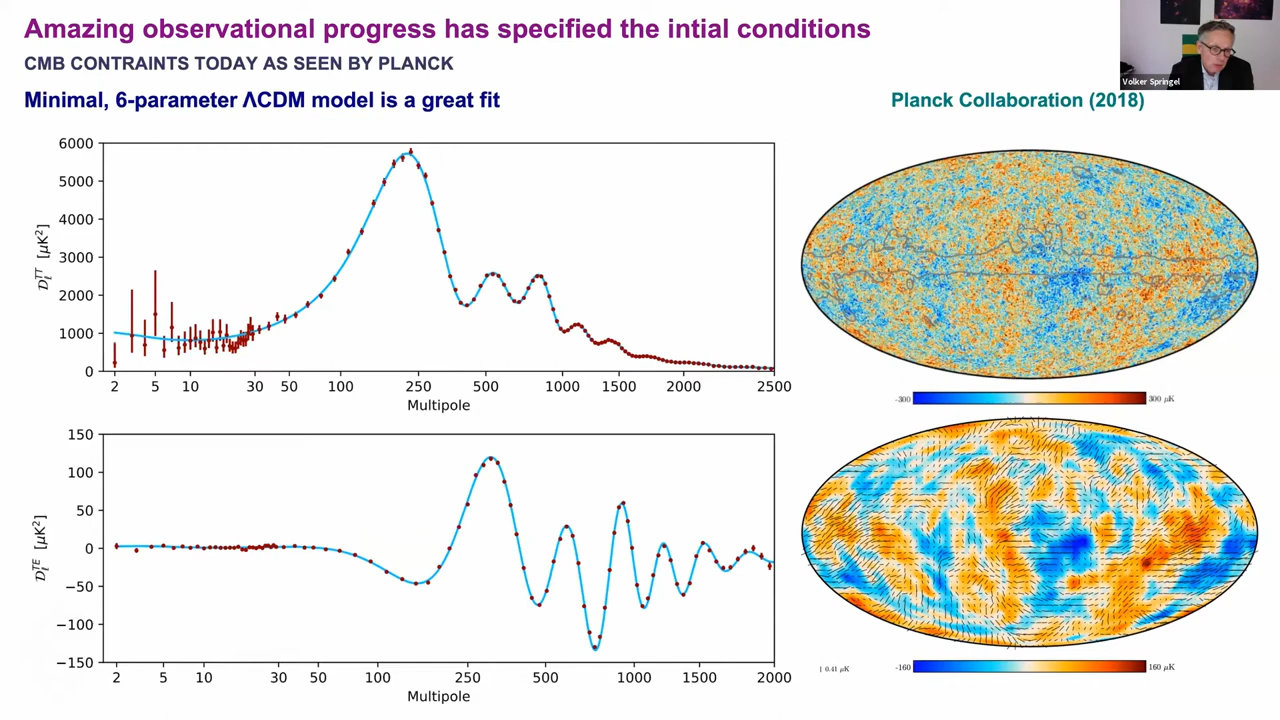 Amazing observational progress has specified the intial conditions
CMB CONTRAINTS TODAY AS SEEN BY PLANCK
Minimal, 6-parameter ΛCDM model is a great fit
Volker Springel
Planck Collaboration (2018)
6000
5000
4000
3000
2000
1000
0
D_ℓ^{TT} [μK²]
2 5 10 30 50 100 250 500 1000 1500 2000 2500
Multipole
150
100
50
0
−50
−100
−150
D_ℓ^{TE} [μK²]
2 5 10 30 50 100 250 500 1000 1500 2000
Multipole
-300 300 μK
0.41 μK
-160 160 μK